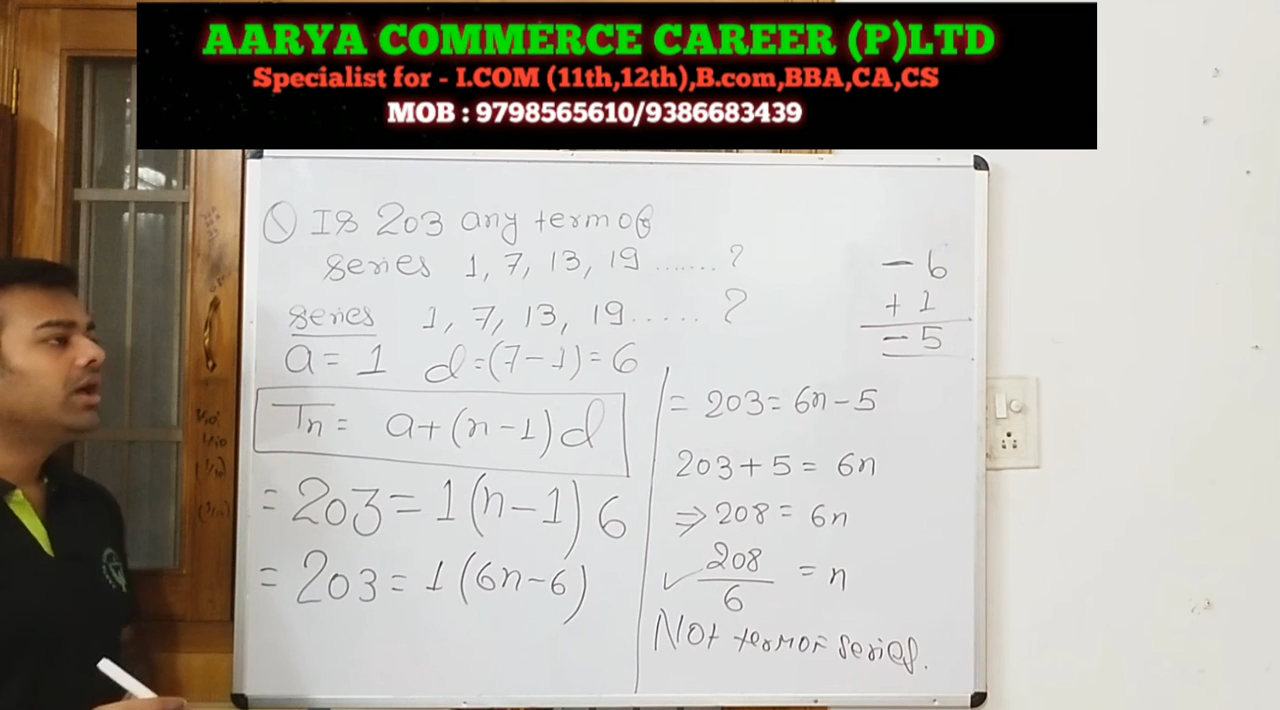 AARYA COMMERCE CAREER (P)LTD
Specialist for - I.COM (11th,12th),B.com,BBA,CA,CS
MOB : 9798565610/9386683439
Is 203 any term of
series 1, 7, 13, 19 ....... ?
series 1, 7, 13, 19..... ?
a = 1 d = (7 - 1) = 6
Tn = a + (n - 1) d
= 203 = 1 (n - 1) 6
= 203 = 1 (6n - 6)
- 6
+ 1
- 5
= 203 = 6n - 5
203 + 5 = 6n
⇒ 208 = 6n
✓ 208/6 = n
Not term of series.